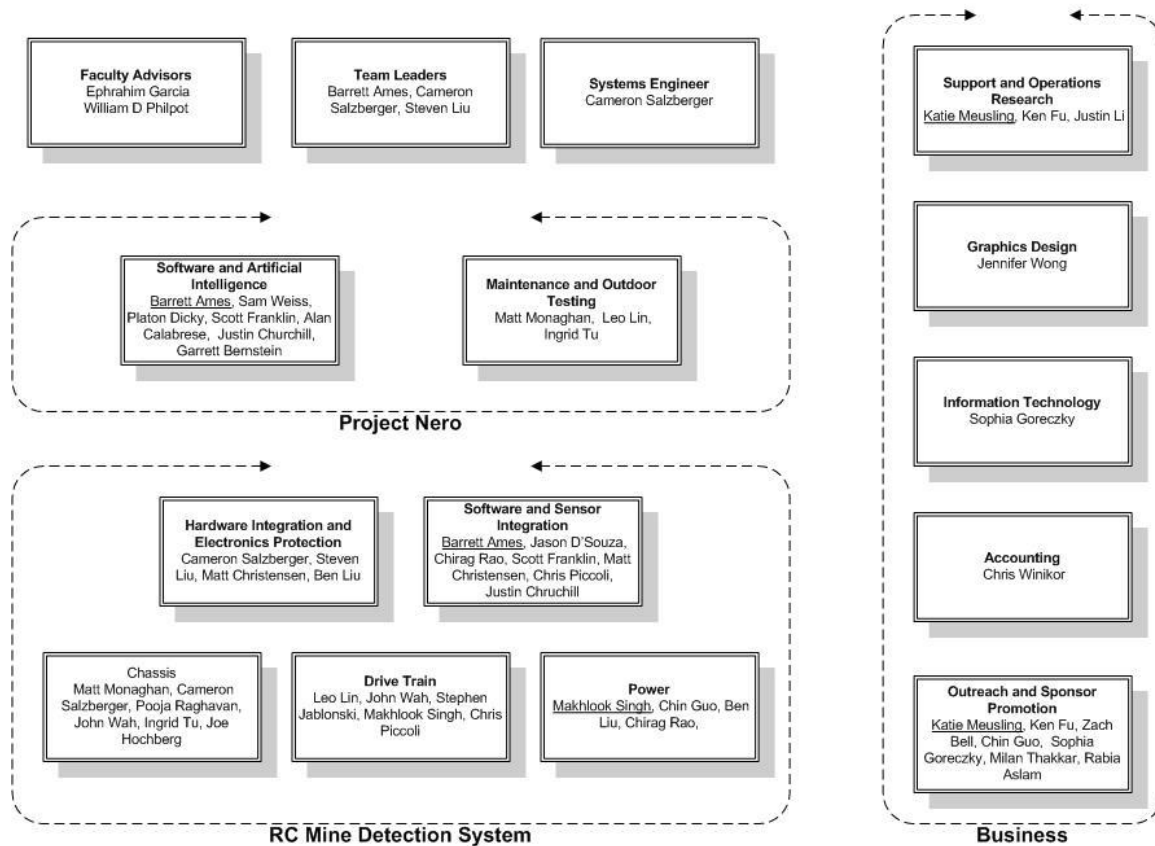 Faculty Advisors
Ephrahim Garcia
William D Philpot
Team Leaders
Barrett Ames, Cameron
Salzberger, Steven Liu
Systems Engineer
Cameron Salzberger
Software and Artificial
Intelligence
Barrett Ames, Sam Weiss,
Platon Dicky, Scott Franklin, Alan
Calabrese, Justin Churchill,
Garrett Bernstein
Maintenance and Outdoor
Testing
Matt Monaghan, Leo Lin,
Ingrid Tu
Project Nero
Hardware Integration and
Electronics Protection
Cameron Salzberger, Steven
Liu, Matt Christensen, Ben Liu
Software and Sensor
Integration
Barrett Ames, Jason D'Souza,
Chirag Rao, Scott Franklin, Matt
Christensen, Chris Piccoli,
Justin Chruchill
Chassis
Matt Monaghan, Cameron
Salzberger, Pooja Raghavan,
John Wah, Ingrid Tu, Joe
Hochberg
Drive Train
Leo Lin, John Wah, Stephen
Jablonski, Makhlook Singh, Chris
Piccoli
Power
Makhlook Singh, Chin Guo, Ben
Liu, Chirag Rao,
RC Mine Detection System
Support and Operations
Research
Katie Meusling, Ken Fu, Justin Li
Graphics Design
Jennifer Wong
Information Technology
Sophia Goreczky
Accounting
Chris Winikor
Outreach and Sponsor
Promotion
Katie Meusling, Ken Fu, Zach
Bell, Chin Guo, Sophia
Goreczky, Milan Thakkar, Rabia
Aslam
Business